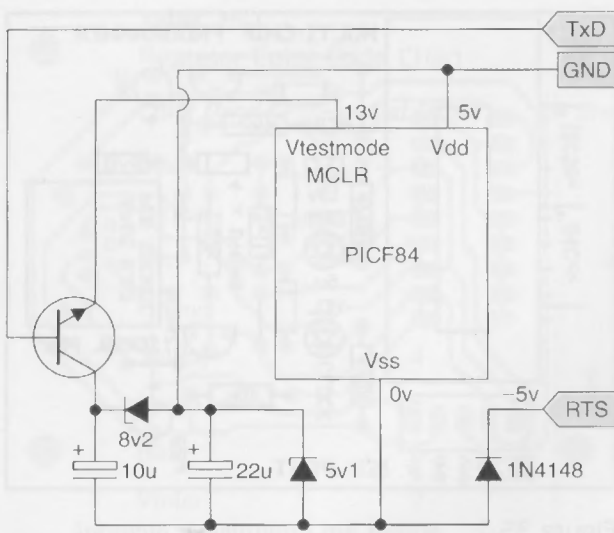 TxD
GND
13v 5v
Vtestmode Vdd
MCLR
PICF84
Vss
0v -5v
RTS
8v2
+ 10u
+ 22u
5v1
1N4148